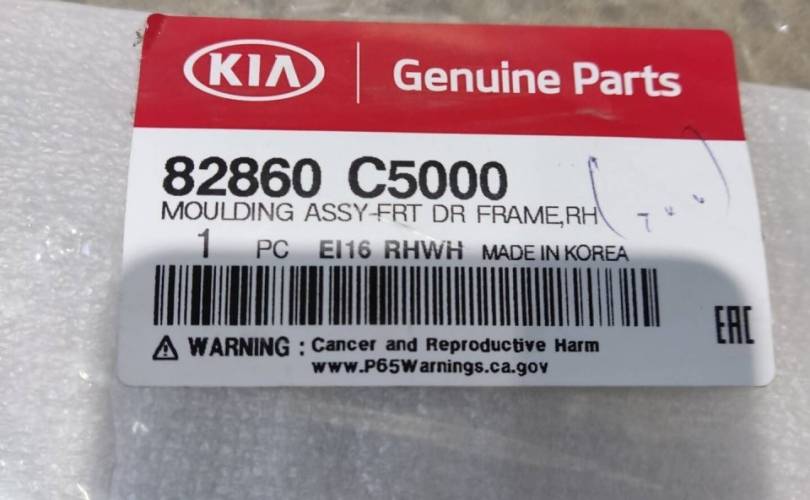 KIA Genuine Parts
82860 C5000
MOULDING ASSY-FRT DR FRAME,RH
1 PC EI16 RHWH MADE IN KOREA
EAC
WARNING : Cancer and Reproductive Harm
www.P65Warnings.ca.gov